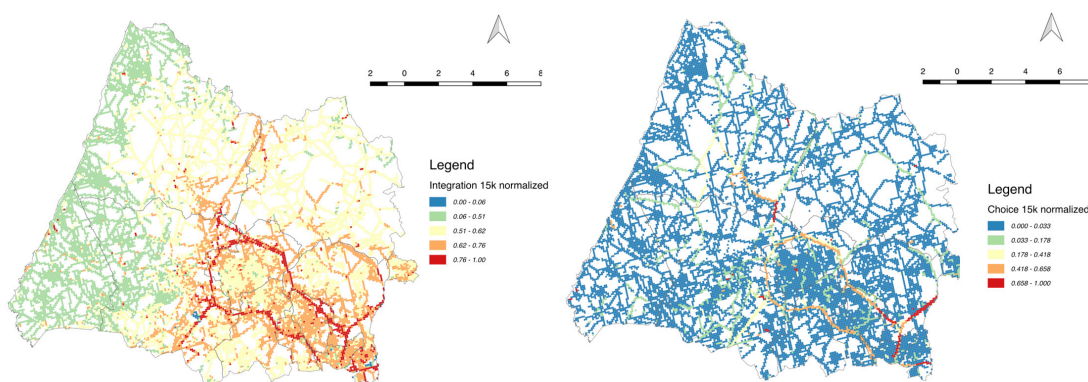 2 0 2 4 6 8
Legend
Integration 15k normalized
0.00 - 0.06
0.06 - 0.51
0.51 - 0.62
0.62 - 0.76
0.76 - 1.00
2 0 2 4 6
Legend
Choice 15k normalized
0.000 - 0.033
0.033 - 0.178
0.178 - 0.418
0.418 - 0.658
0.658 - 1.000